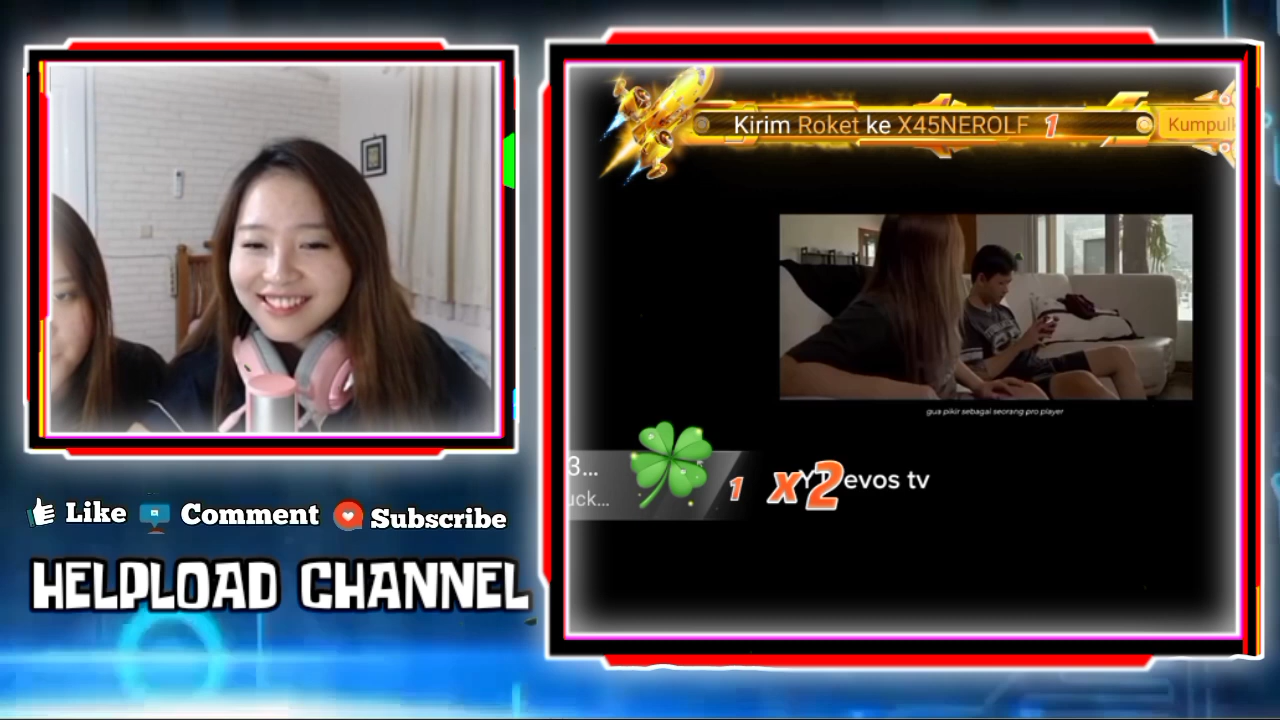 Kirim Roket ke X45NEROLF 1
Kumpulk
gua pikir sebagai seorang pro player
3...
uck...
1 x2
evos tv
Like Comment Subscribe
HELPLOAD CHANNEL